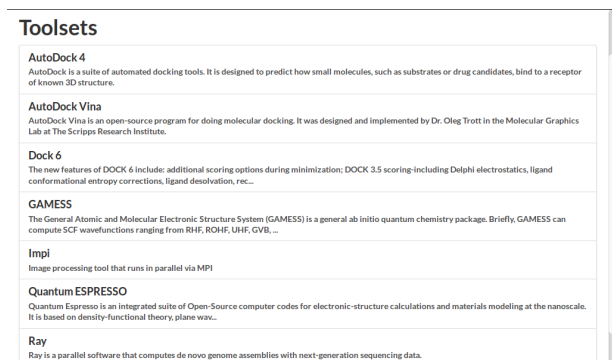 Toolsets
AutoDock 4
AutoDock is a suite of automated docking tools. It is designed to predict how small molecules, such as substrates or drug candidates, bind to a receptor
of known 3D structure.
AutoDock Vina
AutoDock Vina is an open-source program for doing molecular docking. It was designed and implemented by Dr. Oleg Trott in the Molecular Graphics
Lab at The Scripps Research Institute.
Dock 6
The new features of DOCK 6 include: additional scoring options during minimization; DOCK 3.5 scoring-including Delphi electrostatics, ligand
conformational entropy corrections, ligand desolvation, rec...
GAMESS
The General Atomic and Molecular Electronic Structure System (GAMESS) is a general ab initio quantum chemistry package. Briefly, GAMESS can
compute SCF wavefunctions ranging from RHF, ROHF, UHF, GVB, ...
Impi
Image processing tool that runs in parallel via MPI
Quantum ESPRESSO
Quantum Espresso is an integrated suite of Open-Source computer codes for electronic-structure calculations and materials modeling at the nanoscale.
It is based on density-functional theory, plane wav...
Ray
Ray is a parallel software that computes de novo genome assemblies with next-generation sequencing data.